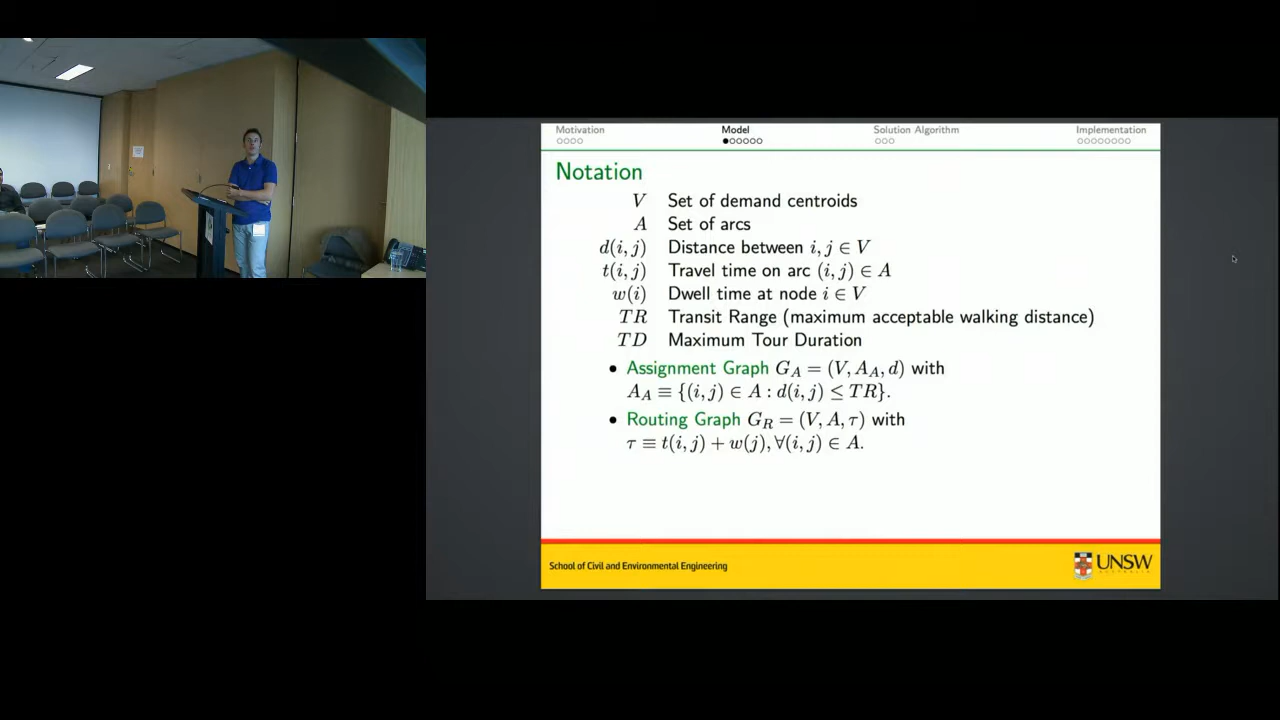 Motivation
Model
Solution Algorithm
Implementation
Notation
V Set of demand centroids
A Set of arcs
d(i, j) Distance between i, j ∈ V
t(i, j) Travel time on arc (i, j) ∈ A
w(i) Dwell time at node i ∈ V
TR Transit Range (maximum acceptable walking distance)
TD Maximum Tour Duration
• Assignment Graph G_A = (V, A_A, d) with
A_A ≡ {(i, j) ∈ A : d(i, j) ≤ TR}.
• Routing Graph G_R = (V, A, τ) with
τ ≡ t(i, j) + w(j), ∀(i, j) ∈ A.
School of Civil and Environmental Engineering
UNSW